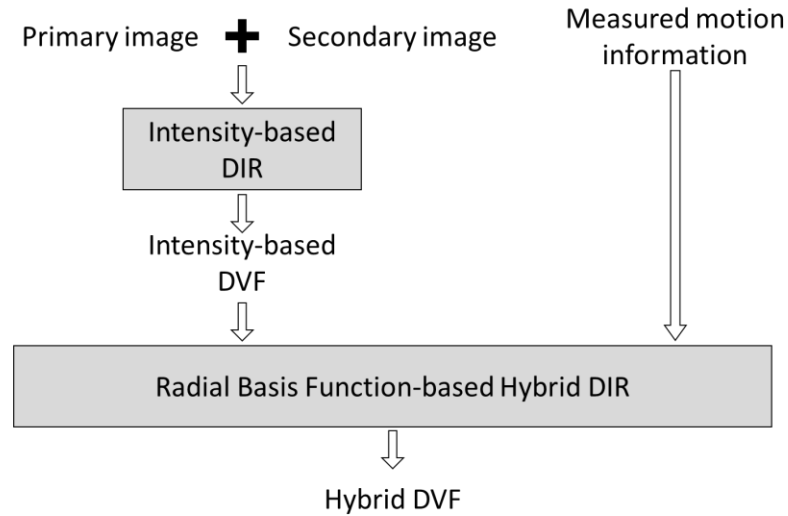 Primary image + Secondary image
Measured motion
information
Intensity-based
DIR
Intensity-based
DVF
Radial Basis Function-based Hybrid DIR
Hybrid DVF